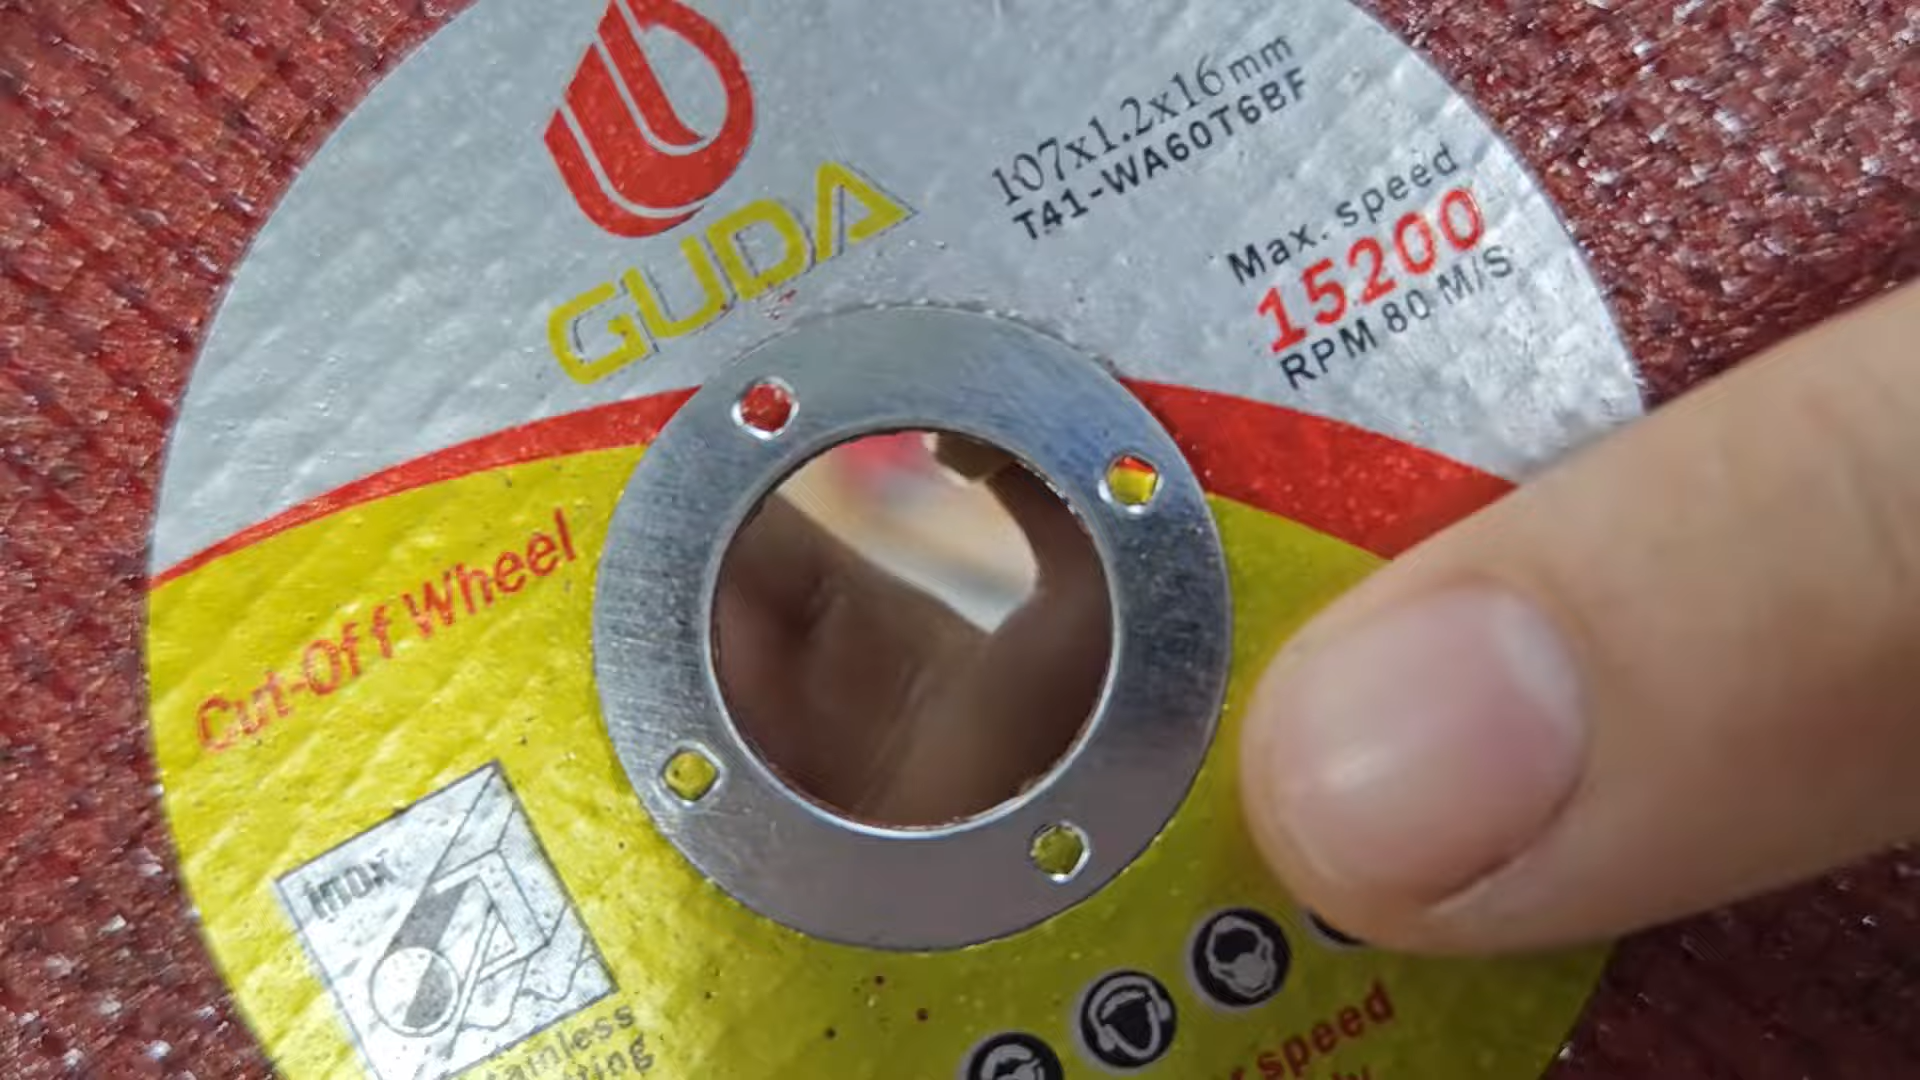 GUDA
107x1.2x16mm
T41-WA60T6BF
Max. speed
15200
RPM 80 M/S
Cut-Off Wheel
inox
speed